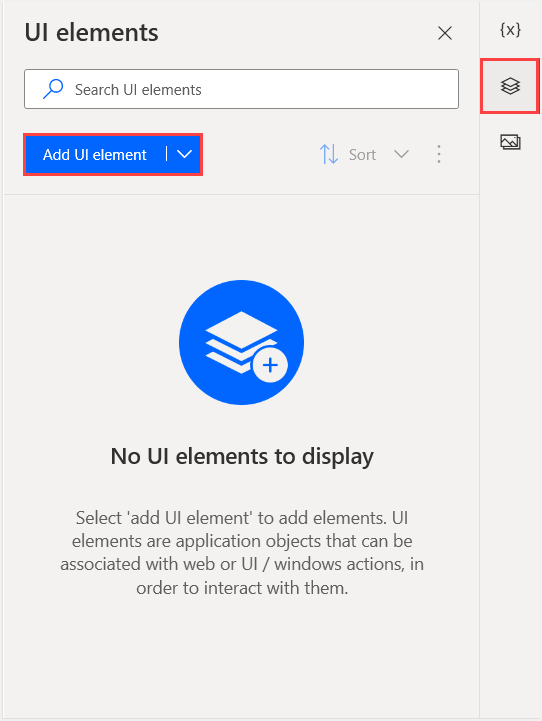 UI elements
{x}
Search UI elements
Add UI element
Sort
No UI elements to display
Select 'add UI element' to add elements. UI
elements are application objects that can be
associated with web or UI / windows actions, in
order to interact with them.